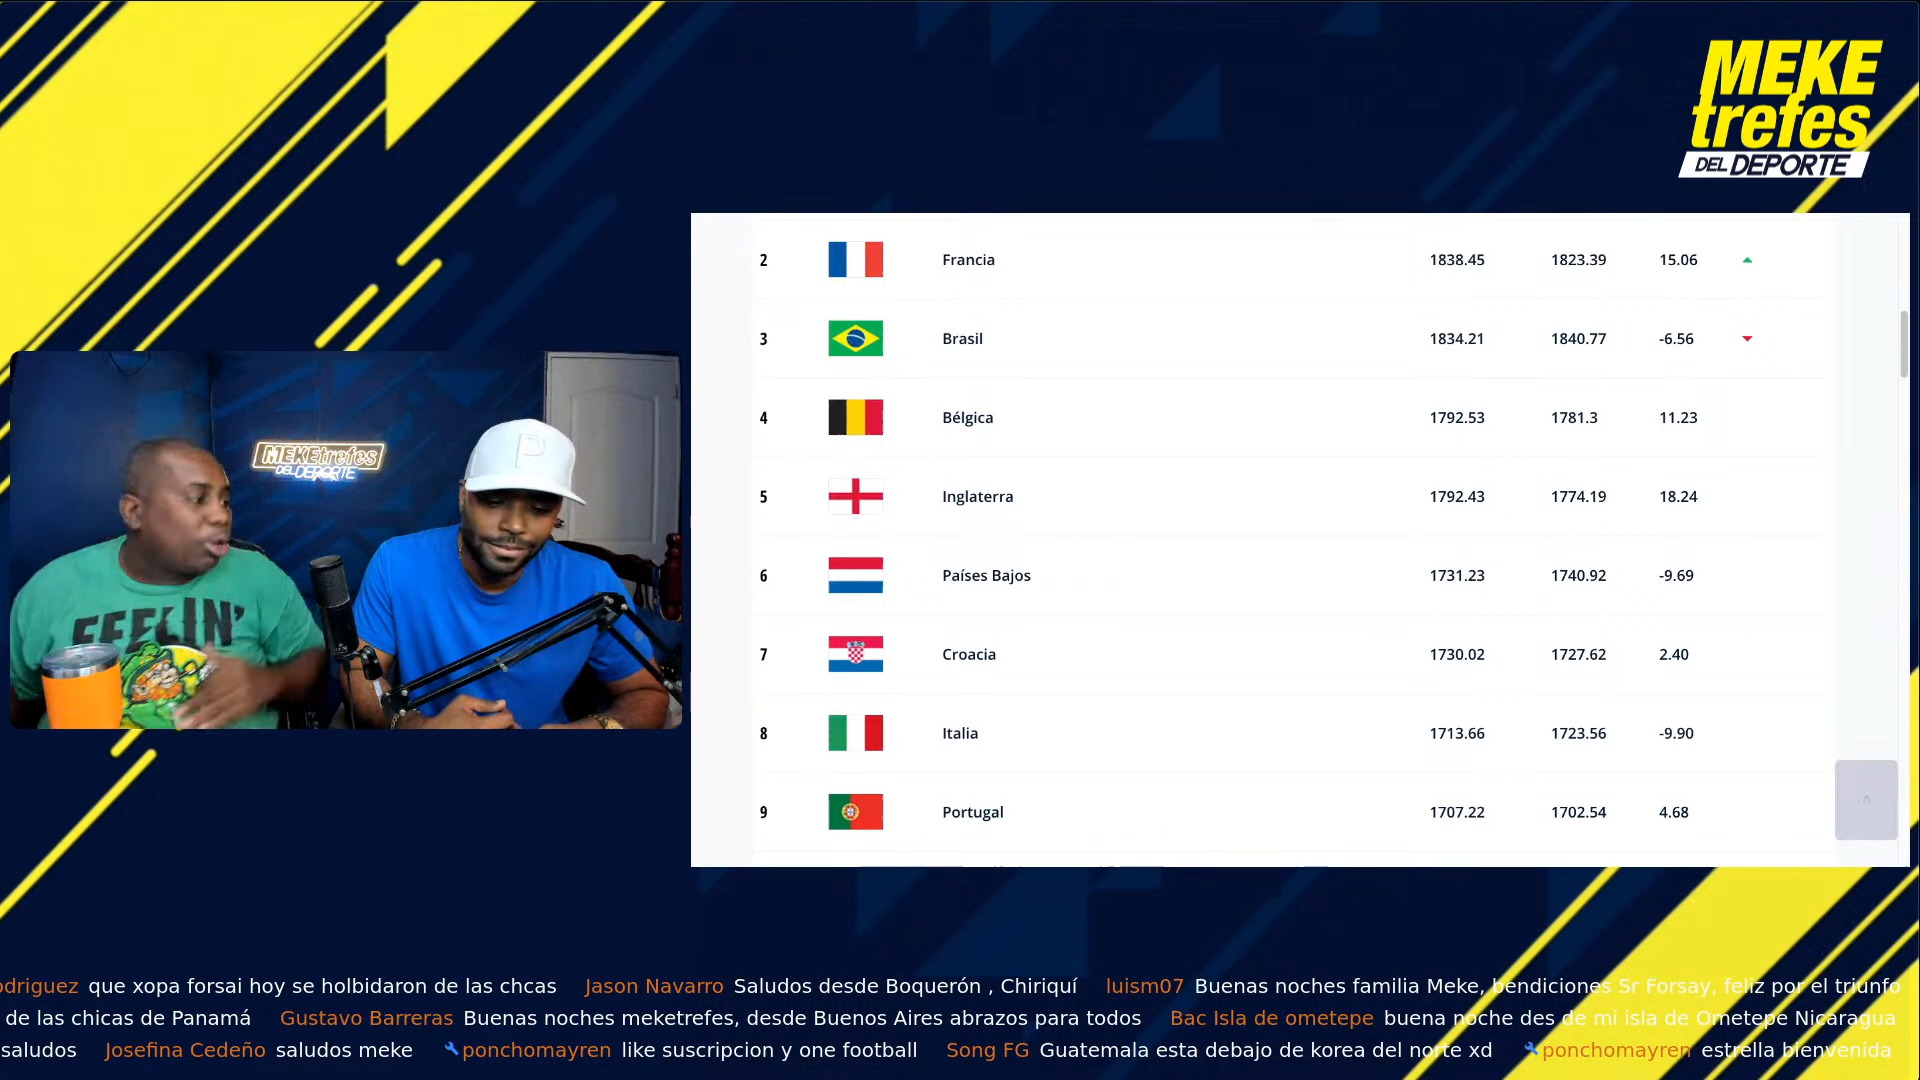 MEKE
trefes
DEL DEPORTE
2 Francia 1838.45 1823.39 15.06
3 Brasil 1834.21 1840.77 -6.56
4 Bélgica 1792.53 1781.3 11.23
5 Inglaterra 1792.43 1774.19 18.24
6 Países Bajos 1731.23 1740.92 -9.69
7 Croacia 1730.02 1727.62 2.40
8 Italia 1713.66 1723.56 -9.90
9 Portugal 1707.22 1702.54 4.68
MEKEtrefes
DEL DEPORTE
P
FEELIN'
odriguez que xopa forsai hoy se holbidaron de las chcas Jason Navarro Saludos desde Boquerón , Chiriquí luism07 Buenas noches familia Meke, bendiciones Sr Forsay, feliz por el triunfo
de las chicas de Panamá Gustavo Barreras Buenas noches meketrefes, desde Buenos Aires abrazos para todos Bac Isla de ometepe buena noche des de mi isla de Ometepe Nicaragua
saludos Josefina Cedeño saludos meke ponchomayren like suscripcion y one football Song FG Guatemala esta debajo de korea del norte xd ponchomayren estrella bienvenida